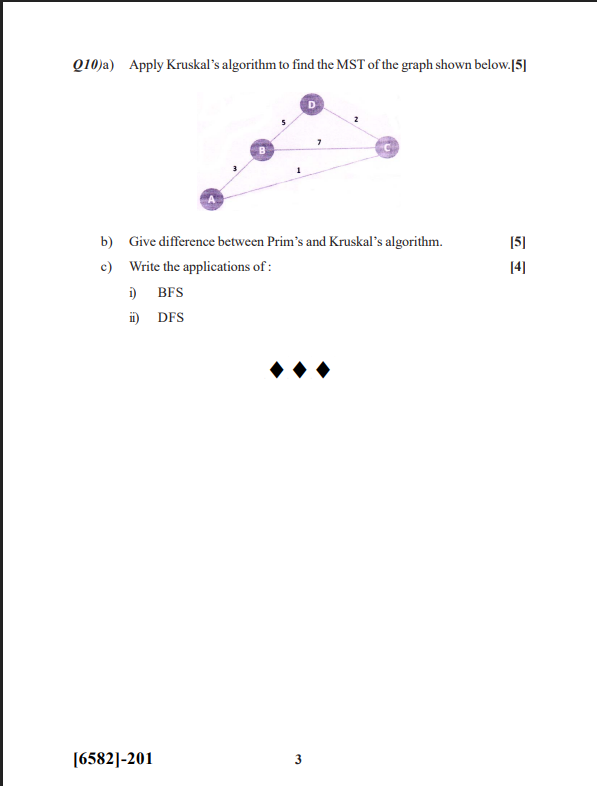 Q10)a) Apply Kruskal's algorithm to find the MST of the graph shown below.[5]
D
5
2
7
B
C
3
1
A
b) Give difference between Prim's and Kruskal's algorithm. [5]
c) Write the applications of : [4]
i) BFS
ii) DFS
[6582]-201 3